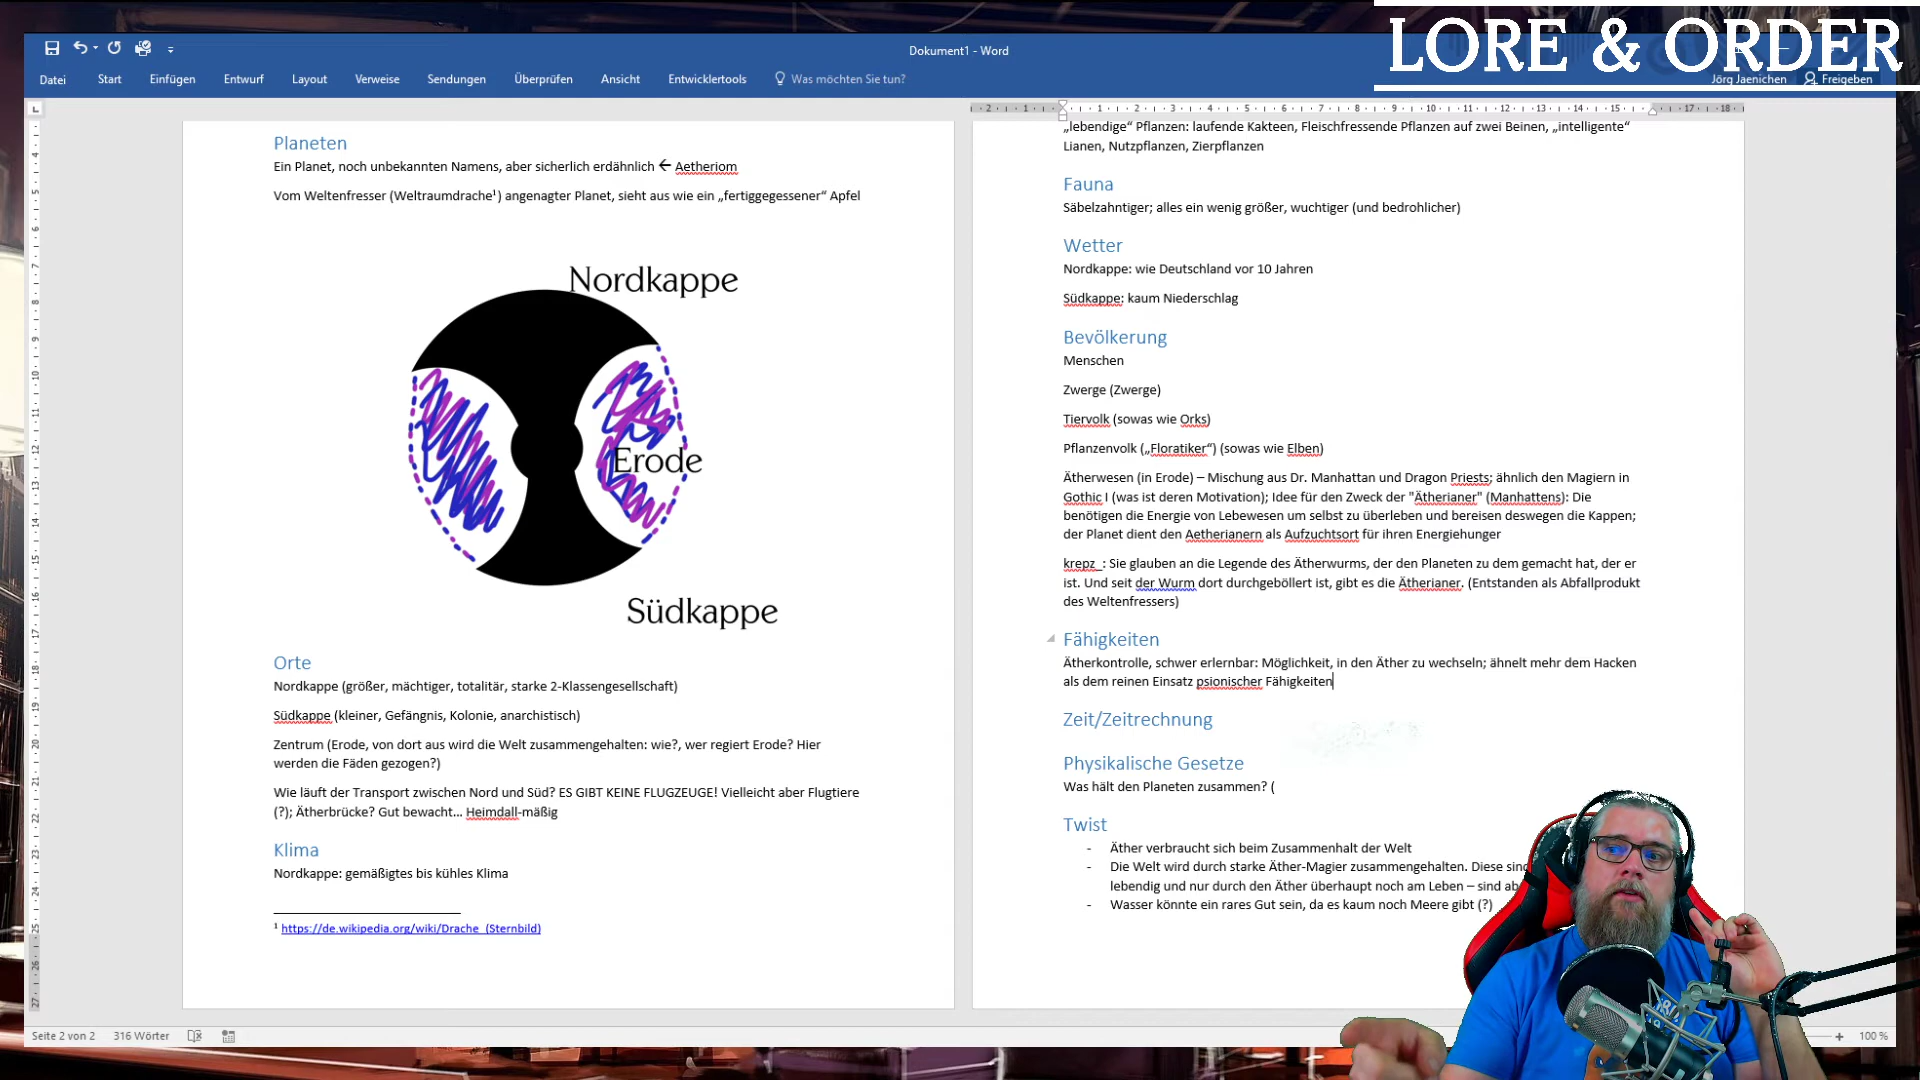 LORE & ORDER
Dokument1 - Word
Datei Start Einfügen Entwurf Layout Verweise Sendungen Überprüfen Ansicht Entwicklertools Was möchten Sie tun? Jörg Jaenichen Freigeben
Planeten
Ein Planet, noch unbekannten Namens, aber sicherlich erdähnlich ← Aetheriom
Vom Weltenfresser (Weltraumdrache¹) angenagter Planet, sieht aus wie ein „fertiggegessener“ Apfel
Nordkappe
Erode
Südkappe
Orte
Nordkappe (größer, mächtiger, totalitär, starke 2-Klassengesellschaft)
Südkappe (kleiner, Gefängnis, Kolonie, anarchistisch)
Zentrum (Erode, von dort aus wird die Welt zusammengehalten: wie?, wer regiert Erode? Hier
werden die Fäden gezogen?)
Wie läuft der Transport zwischen Nord und Süd? ES GIBT KEINE FLUGZEUGE! Vielleicht aber Flugtiere
(?); Ätherbrücke? Gut bewacht... Heimdall-mäßig
Klima
Nordkappe: gemäßigtes bis kühles Klima
¹ https://de.wikipedia.org/wiki/Drache_(Sternbild)
„lebendige“ Pflanzen: laufende Kakteen, Fleischfressende Pflanzen auf zwei Beinen, „intelligente“
Lianen, Nutzpflanzen, Zierpflanzen
Fauna
Säbelzahntiger; alles ein wenig größer, wuchtiger (und bedrohlicher)
Wetter
Nordkappe: wie Deutschland vor 10 Jahren
Südkappe: kaum Niederschlag
Bevölkerung
Menschen
Zwerge (Zwerge)
Tiervolk (sowas wie Orks)
Pflanzenvolk („Floratiker“) (sowas wie Elben)
Ätherwesen (in Erode) – Mischung aus Dr. Manhattan und Dragon Priests; ähnlich den Magiern in
Gothic I (was ist deren Motivation); Idee für den Zweck der "Ätherianer" (Manhattens): Die
benötigen die Energie von Lebewesen um selbst zu überleben und bereisen deswegen die Kappen;
der Planet dient den Aetherianern als Aufzuchtsort für ihren Energiehunger
krepz_: Sie glauben an die Legende des Ätherwurms, der den Planeten zu dem gemacht hat, der er
ist. Und seit der Wurm dort durchgeböllert ist, gibt es die Ätherianer. (Entstanden als Abfallprodukt
des Weltenfressers)
Fähigkeiten
Ätherkontrolle, schwer erlernbar: Möglichkeit, in den Äther zu wechseln; ähnelt mehr dem Hacken
als dem reinen Einsatz psionischer Fähigkeiten
Zeit/Zeitrechnung
Physikalische Gesetze
Was hält den Planeten zusammen? (
Twist
- Äther verbraucht sich beim Zusammenhalt der Welt
- Die Welt wird durch starke Äther-Magier zusammengehalten. Diese sind
lebendig und nur durch den Äther überhaupt noch am Leben – sind ab
- Wasser könnte ein rares Gut sein, da es kaum noch Meere gibt (?)
Seite 2 von 2 316 Wörter 100 %